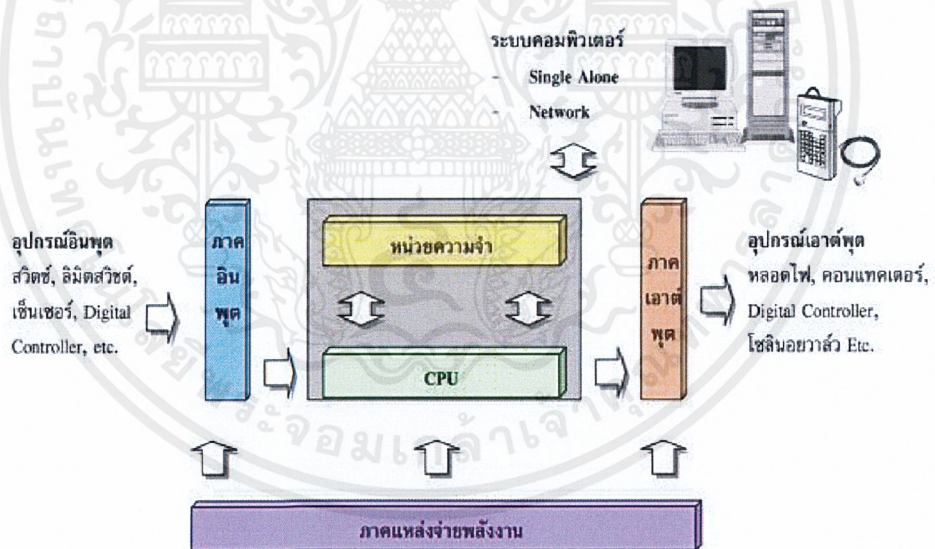 ระบบคอมพิวเตอร์
- Single Alone
- Network
อุปกรณ์อินพุต
สวิตช์, ลิมิตสวิตช์,
เซ็นเซอร์, Digital
Controller, etc.
ภาค
อิน
พุต
หน่วยความจำ
CPU
ภาค
เอาต์
พุต
อุปกรณ์เอาต์พุต
หลอดไฟ, คอนแทคเตอร์,
Digital Controller,
โซลินอยวาล์ว Etc.
ภาคแหล่งจ่ายพลังงาน